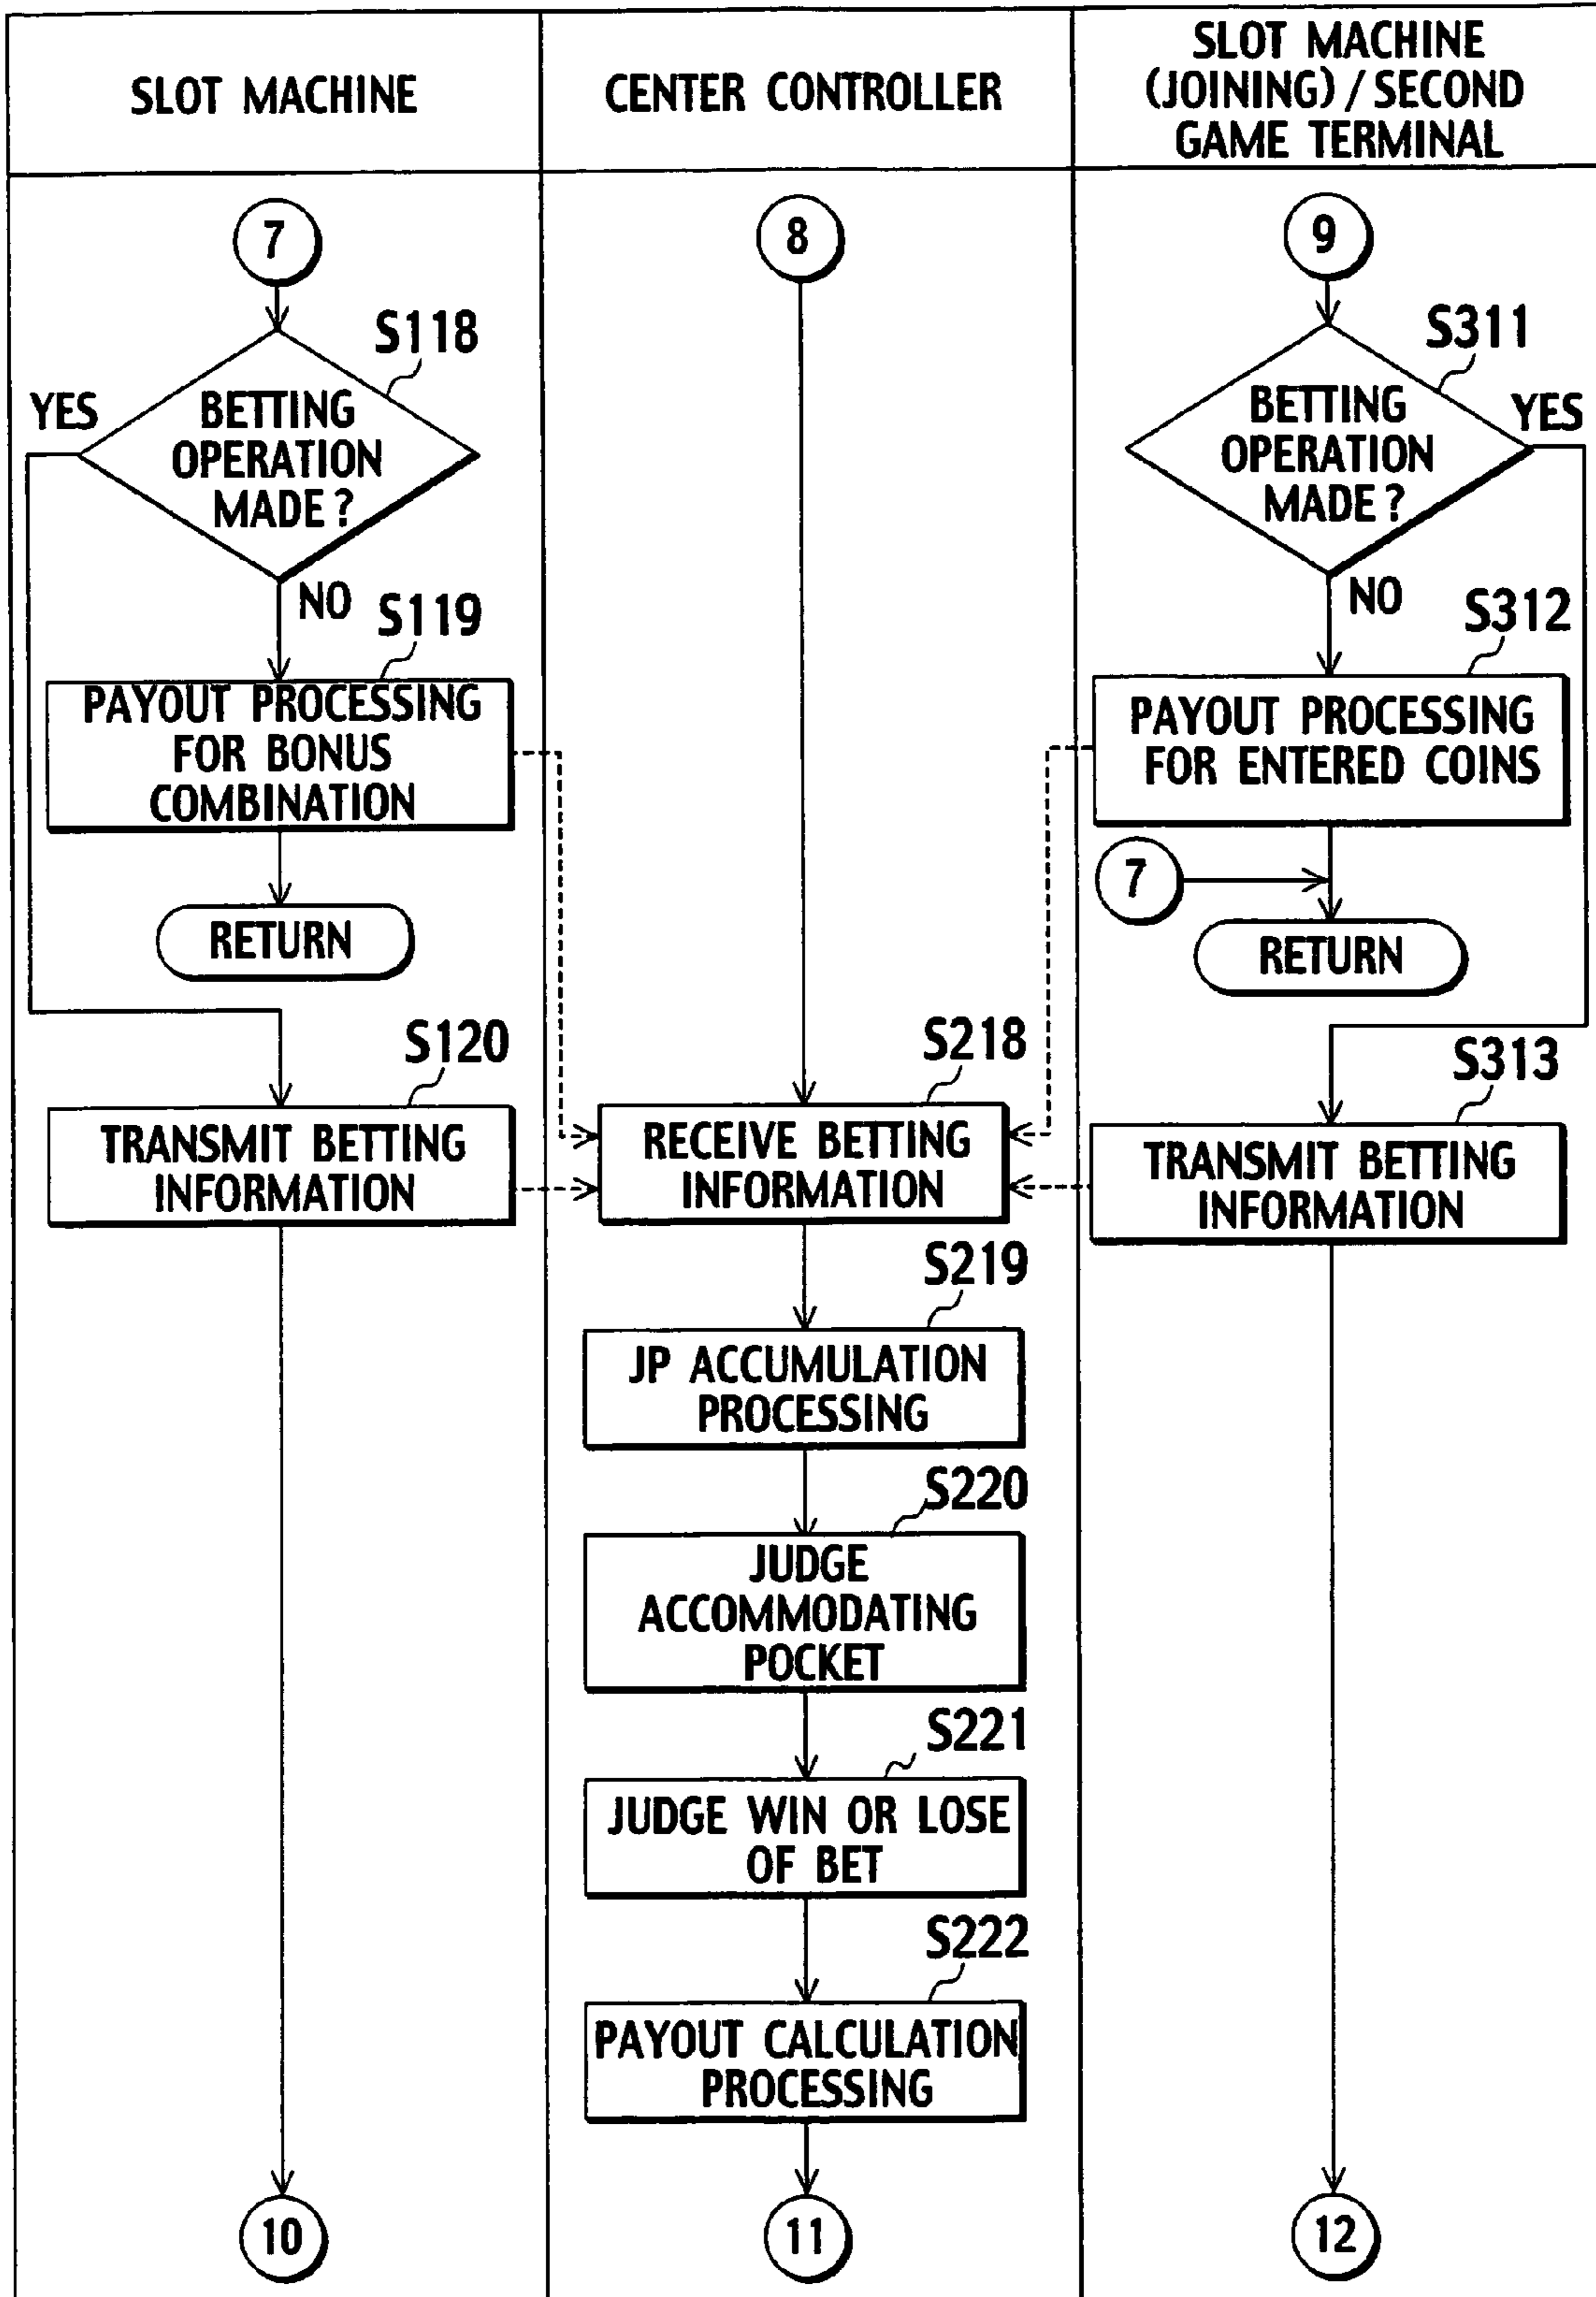 SLOT MACHINE
CENTER CONTROLLER
SLOT MACHINE
(JOINING) / SECOND
GAME TERMINAL
7
S118
YES
BETTING
OPERATION
MADE ?
NO
S119
PAYOUT PROCESSING
FOR BONUS
COMBINATION
RETURN
S120
TRANSMIT BETTING
INFORMATION
10
8
S218
RECEIVE BETTING
INFORMATION
S219
JP ACCUMULATION
PROCESSING
S220
JUDGE
ACCOMMODATING
POCKET
S221
JUDGE WIN OR LOSE
OF BET
S222
PAYOUT CALCULATION
PROCESSING
11
9
S311
BETTING
OPERATION
MADE ?
YES
NO
S312
PAYOUT PROCESSING
FOR ENTERED COINS
7
RETURN
S313
TRANSMIT BETTING
INFORMATION
12